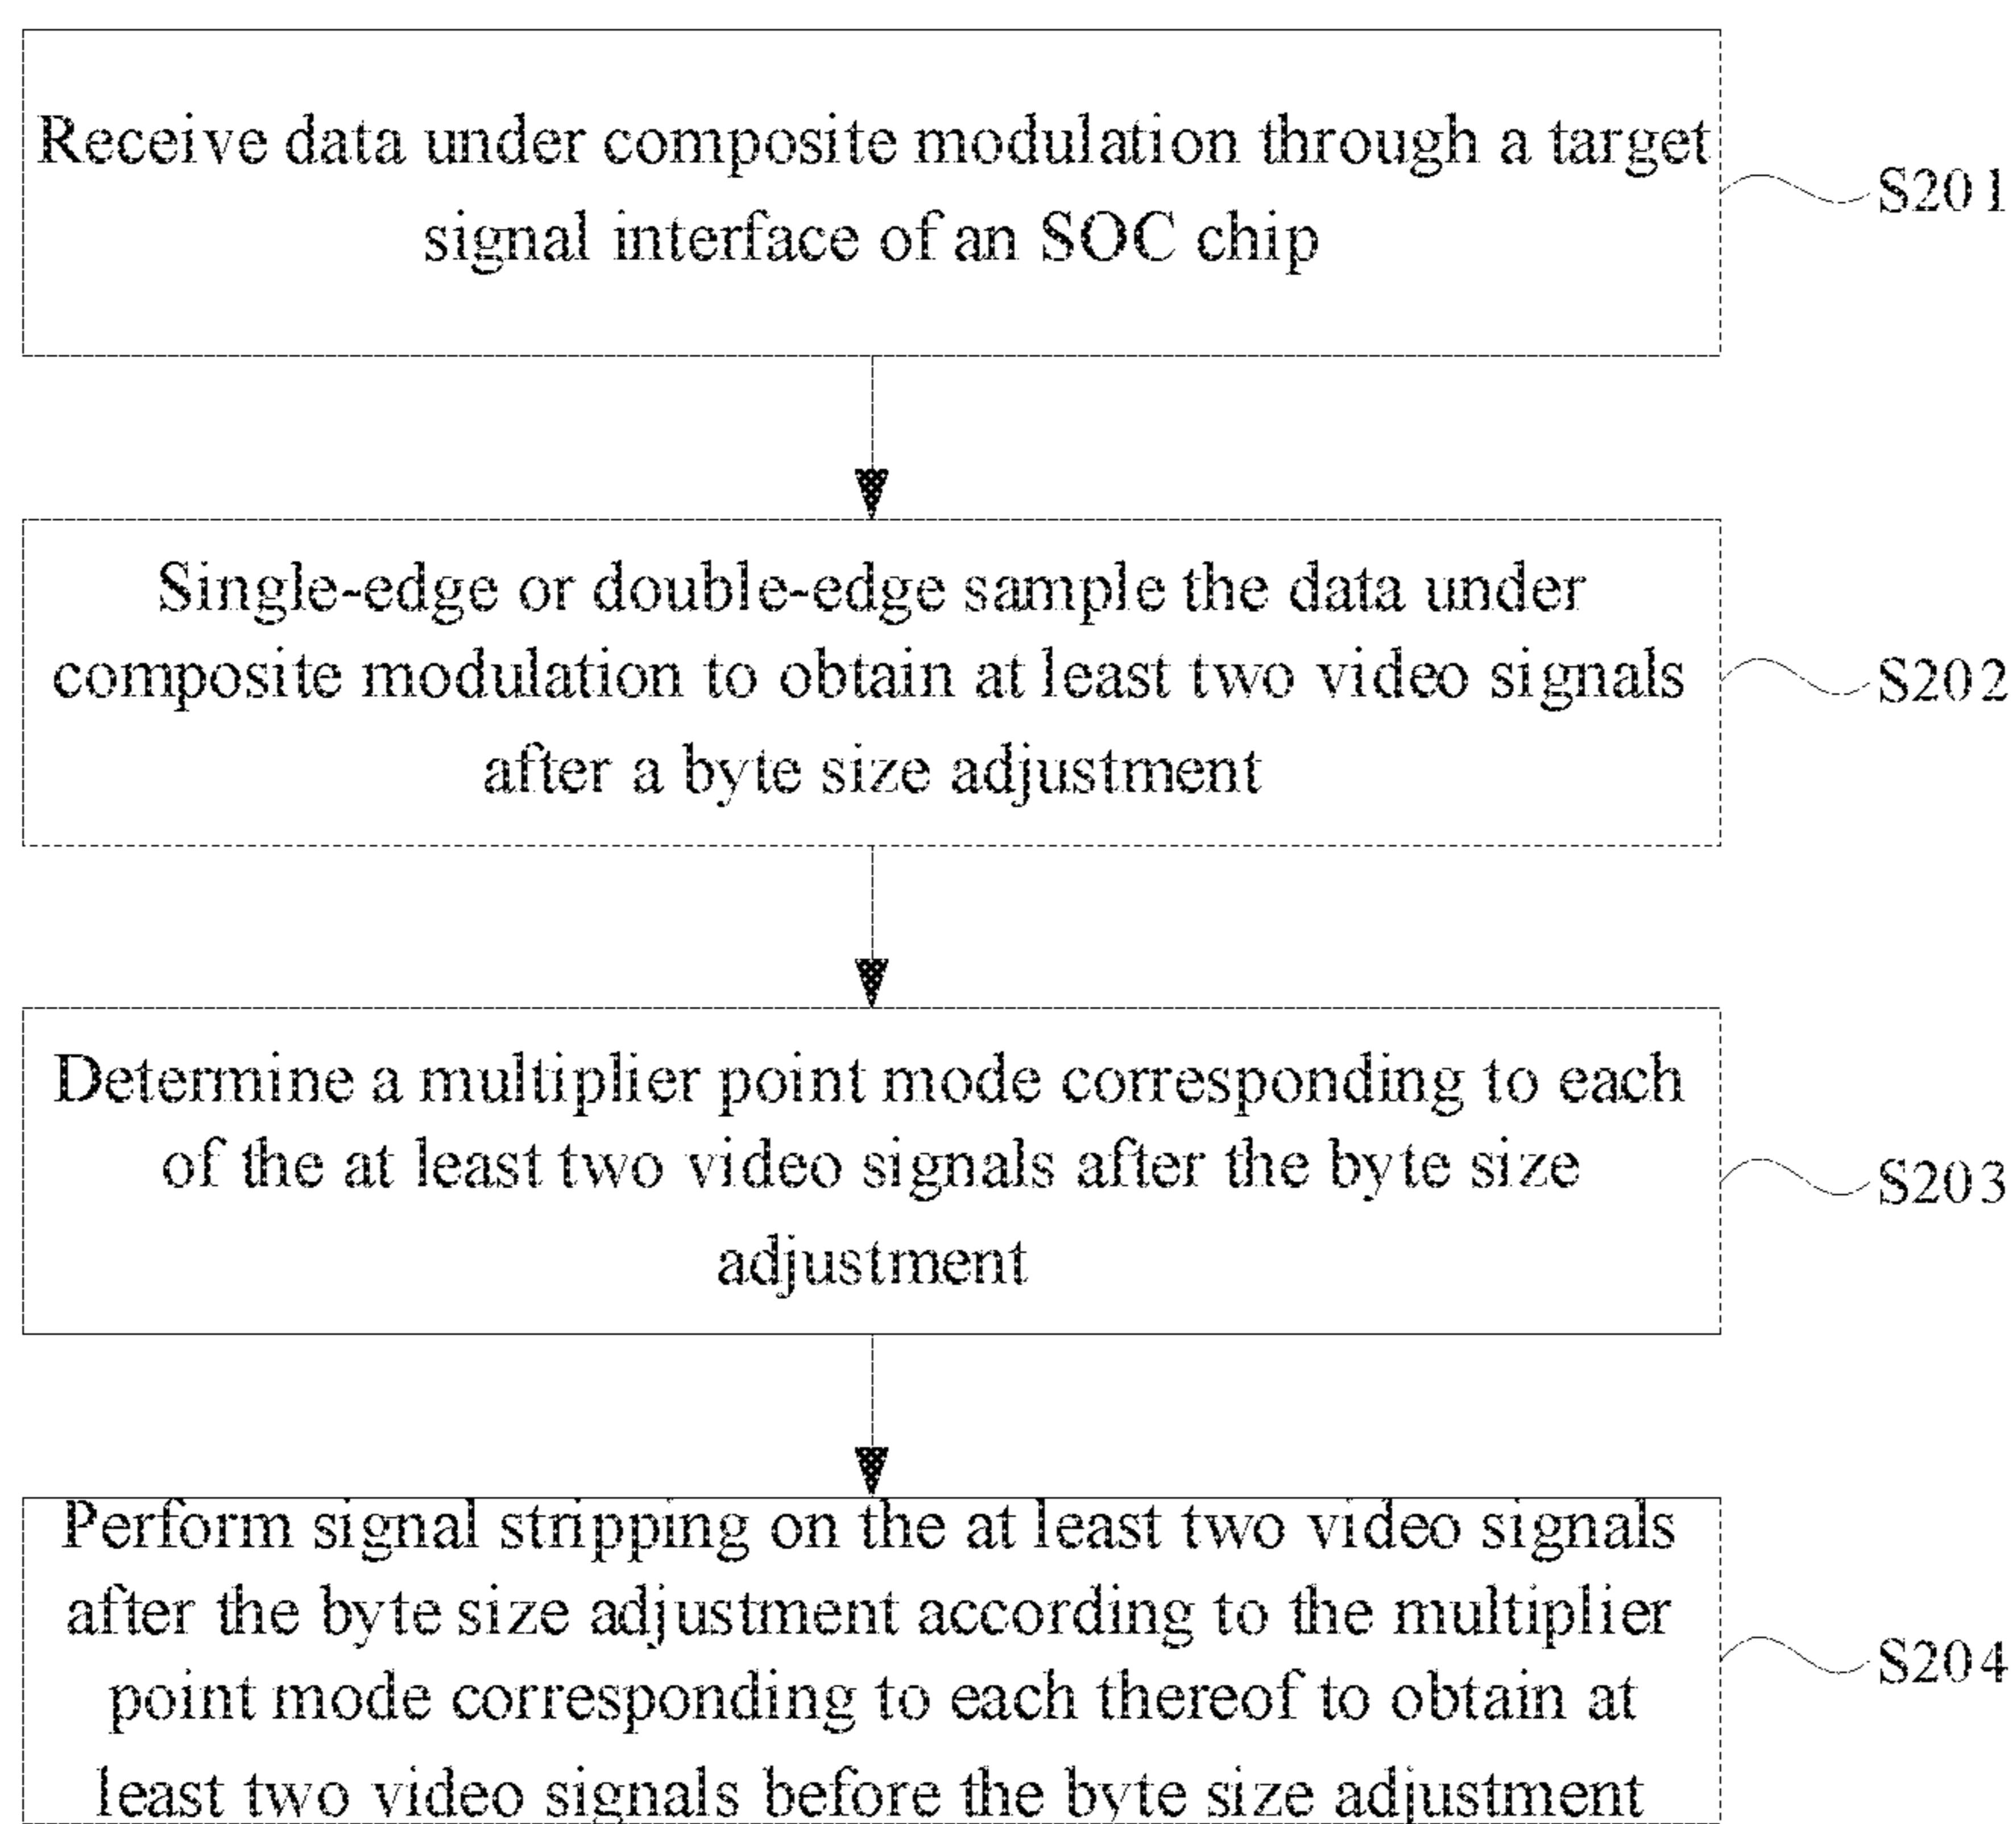 Receive data under composite modulation through a target
signal interface of an SOC chip
S201
Single-edge or double-edge sample the data under
composite modulation to obtain at least two video signals
after a byte size adjustment
S202
Determine a multiplier point mode corresponding to each
of the at least two video signals after the byte size
adjustment
S203
Perform signal stripping on the at least two video signals
after the byte size adjustment according to the multiplier
point mode corresponding to each thereof to obtain at
least two video signals before the byte size adjustment
S204